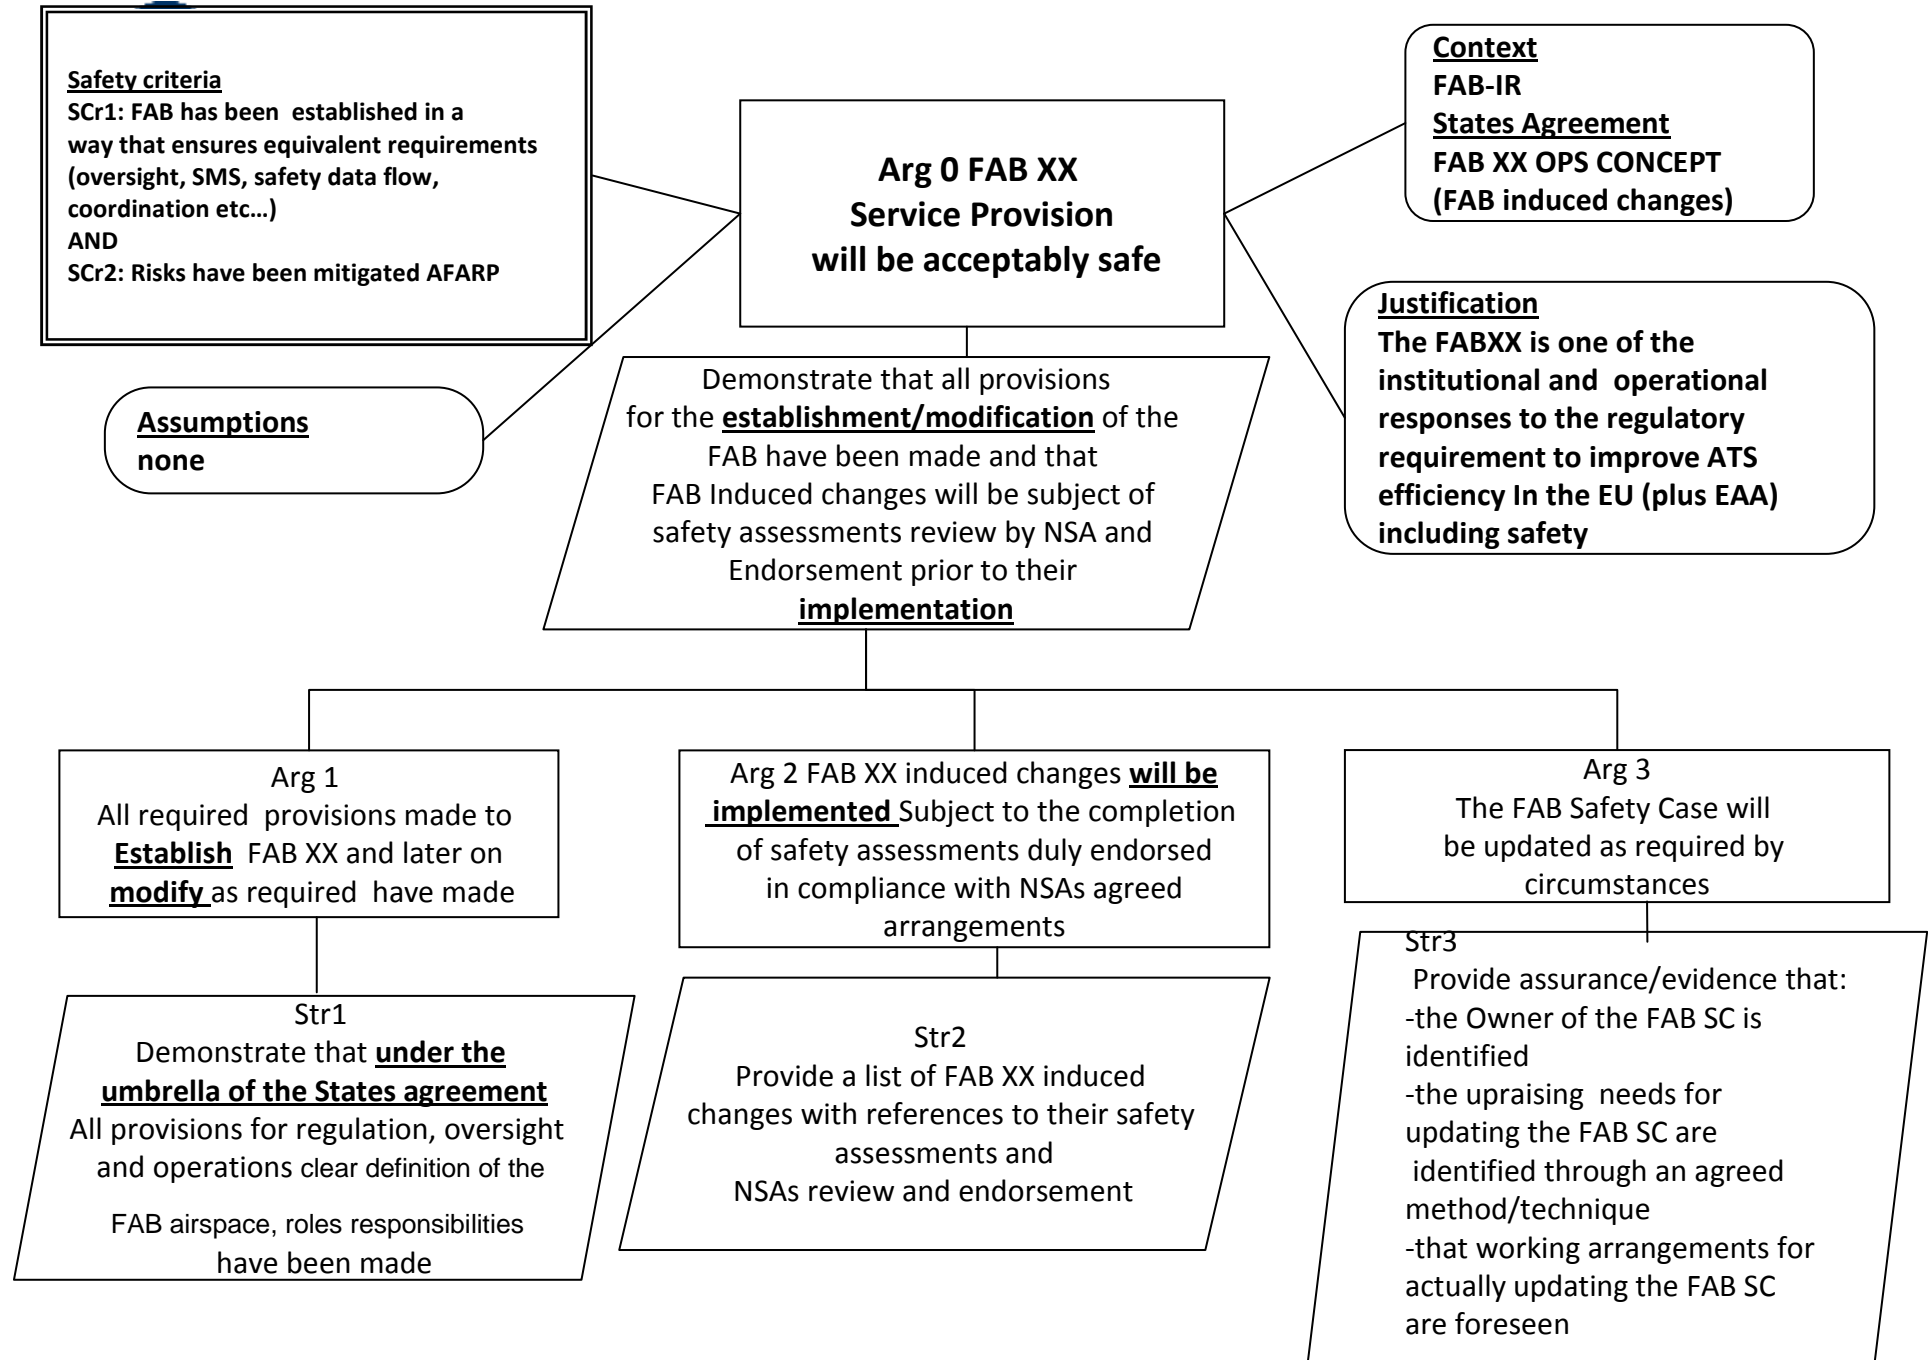 Safety criteria
SCr1: FAB has been established in a
way that ensures equivalent requirements
(oversight, SMS, safety data flow,
coordination etc…)
AND
SCr2: Risks have been mitigated AFARP
Arg 0 FAB XX
Service Provision
will be acceptably safe
Context
FAB-IR
States Agreement
FAB XX OPS CONCEPT
(FAB induced changes)
Assumptions
none
Demonstrate that all provisions
for the establishment/modification of the
FAB have been made and that
FAB Induced changes will be subject of
safety assessments review by NSA and
Endorsement prior to their
implementation
Justification
The FABXX is one of the
institutional and operational
responses to the regulatory
requirement to improve ATS
efficiency In the EU (plus EAA)
including safety
Arg 1
All required provisions made to
Establish FAB XX and later on
modify as required have made
Arg 2 FAB XX induced changes will be
implemented Subject to the completion
of safety assessments duly endorsed
in compliance with NSAs agreed
arrangements
Arg 3
The FAB Safety Case will
be updated as required by
circumstances
Str1
Demonstrate that under the
umbrella of the States agreement
All provisions for regulation, oversight
and operations clear definition of the
FAB airspace, roles responsibilities
have been made
Str2
Provide a list of FAB XX induced
changes with references to their safety
assessments and
NSAs review and endorsement
Str3
Provide assurance/evidence that:
-the Owner of the FAB SC is
identified
-the upraising needs for
updating the FAB SC are
identified through an agreed
method/technique
-that working arrangements for
actually updating the FAB SC
are foreseen